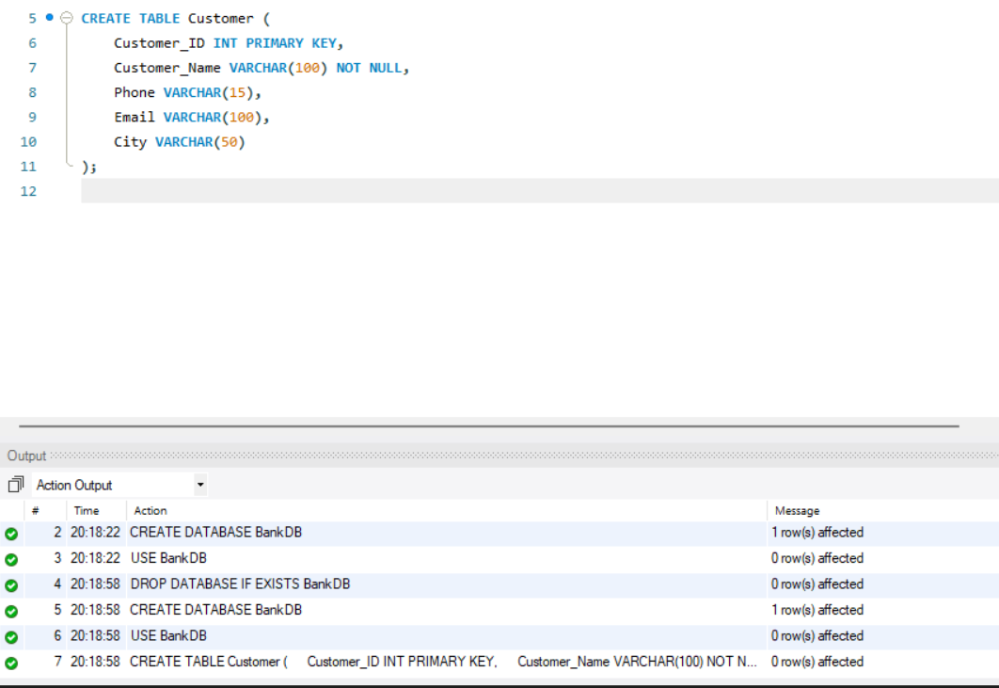 5 CREATE TABLE Customer (
6 Customer_ID INT PRIMARY KEY,
7 Customer_Name VARCHAR(100) NOT NULL,
8 Phone VARCHAR(15),
9 Email VARCHAR(100),
10 City VARCHAR(50)
11 );
12
Output
Action Output
# Time Action Message
2 20:18:22 CREATE DATABASE BankDB 1 row(s) affected
3 20:18:22 USE BankDB 0 row(s) affected
4 20:18:58 DROP DATABASE IF EXISTS BankDB 0 row(s) affected
5 20:18:58 CREATE DATABASE BankDB 1 row(s) affected
6 20:18:58 USE BankDB 0 row(s) affected
7 20:18:58 CREATE TABLE Customer ( Customer_ID INT PRIMARY KEY, Customer_Name VARCHAR(100) NOT N... 0 row(s) affected